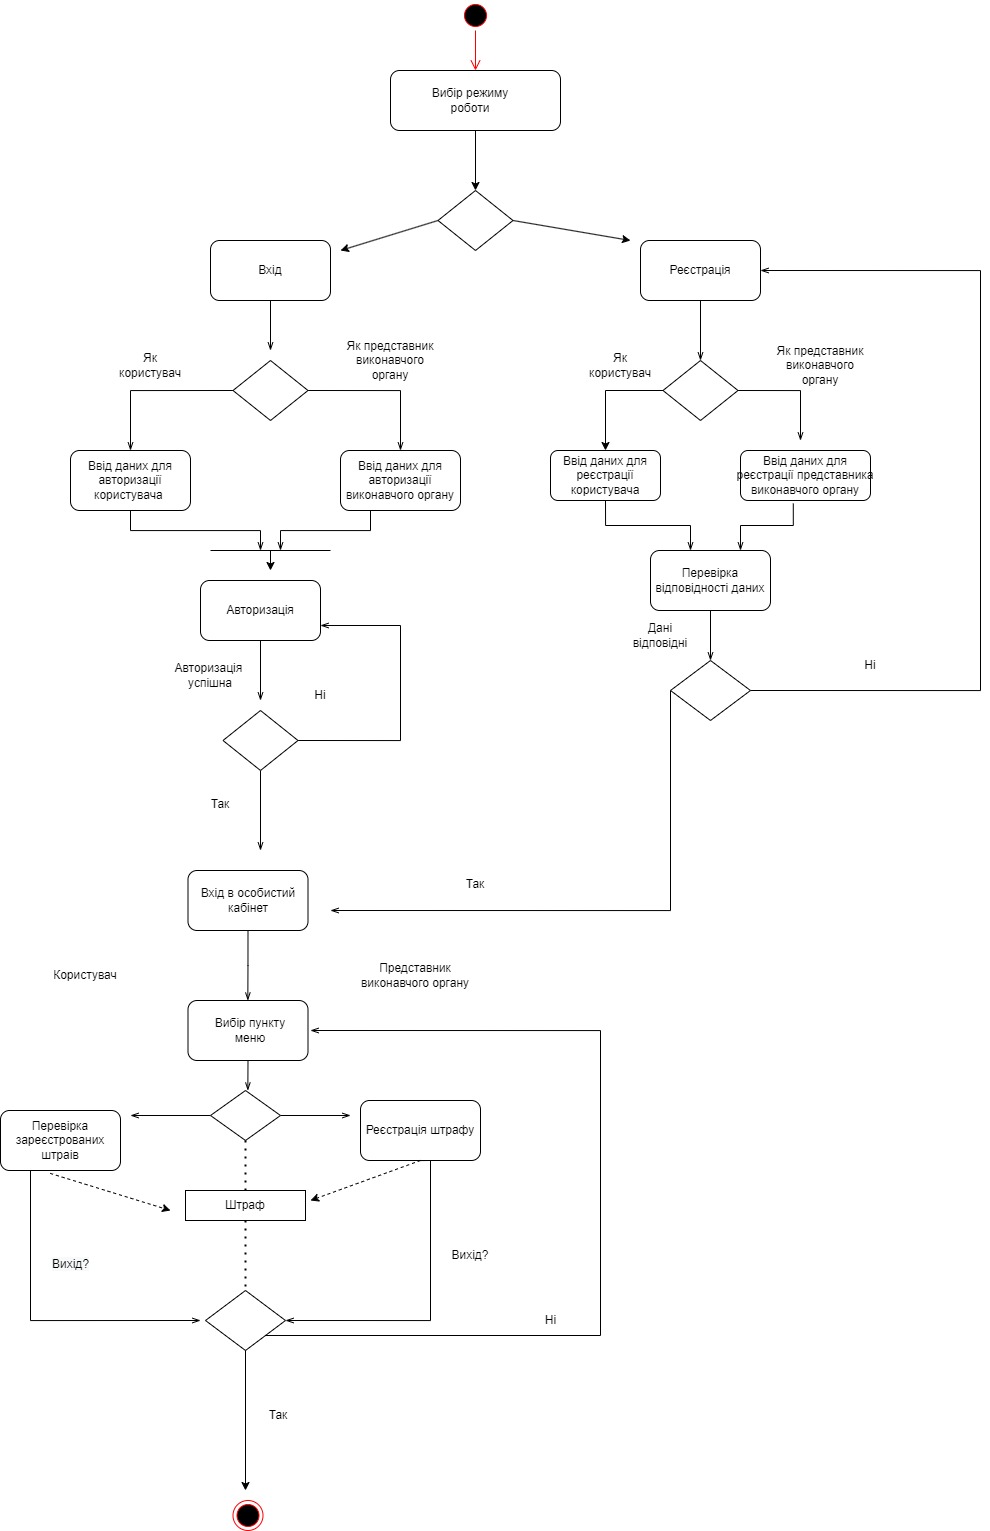 Вибір режиму
роботи
Вхід
Реєстрація
Як
користувач
Як представник
виконавчого
органу
Як
користувач
Як представник
виконавчого
органу
Ввід даних для
авторизації
користувача
Ввід даних для
авторизації
виконавчого органу
Ввід даних для
реєстрації
користувача
Ввід даних для
реєстрації представника
виконавчого органу
Перевірка
відповідності даних
Авторизація
Дані
відповідні
Авторизація
успішна
Ні
Ні
Так
Вхід в особистий
кабінет
Так
Користувач
Представник
виконавчого органу
Вибір пункту
меню
Перевірка
зареєстрованих
штраів
Реєстрація штрафу
Штраф
Вихід?
Вихід?
Ні
Так